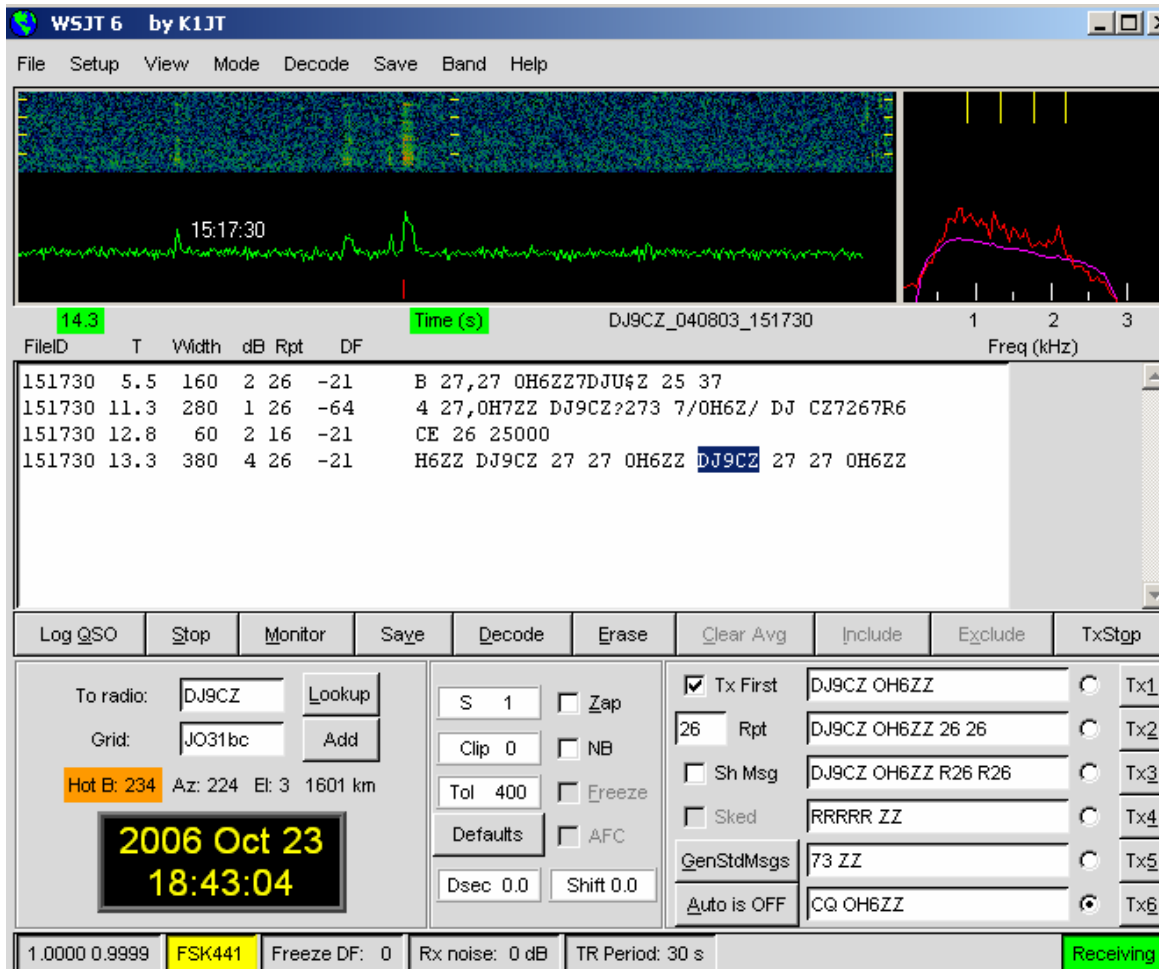 WSJT 6 by K1JT
File Setup View Mode Decode Save Band Help
15:17:30
14.3 Time (s) DJ9CZ_040803_151730 1 2 3
FileID T Width dB Rpt DF Freq (kHz)
151730 5.5 160 2 26 -21 B 27,27 OH6ZZ7DJU$Z 25 37
151730 11.3 280 1 26 -64 4 27,OH7ZZ DJ9CZ?273 7/OH6Z/ DJ CZ7267R6
151730 12.8 60 2 16 -21 CE 26 25000
151730 13.3 380 4 26 -21 H6ZZ DJ9CZ 27 27 OH6ZZ DJ9CZ 27 27 OH6ZZ
Log QSO Stop Monitor Save Decode Erase Clear Avg Include Exclude TxStop
To radio: DJ9CZ Lookup
Grid: JO31bc Add
Hot B: 234 Az: 224 El: 3 1601 km
2006 Oct 23
18:43:04
S 1 Zap
Clip 0 NB
Tol 400 Freeze
Defaults AFC
Dsec 0.0 Shift 0.0
Tx First DJ9CZ OH6ZZ Tx1
26 Rpt DJ9CZ OH6ZZ 26 26 Tx2
Sh Msg DJ9CZ OH6ZZ R26 R26 Tx3
Sked RRRRR ZZ Tx4
GenStdMsgs 73 ZZ Tx5
Auto is OFF CQ OH6ZZ Tx6
1.0000 0.9999 FSK441 Freeze DF: 0 Rx noise: 0 dB TR Period: 30 s Receiving